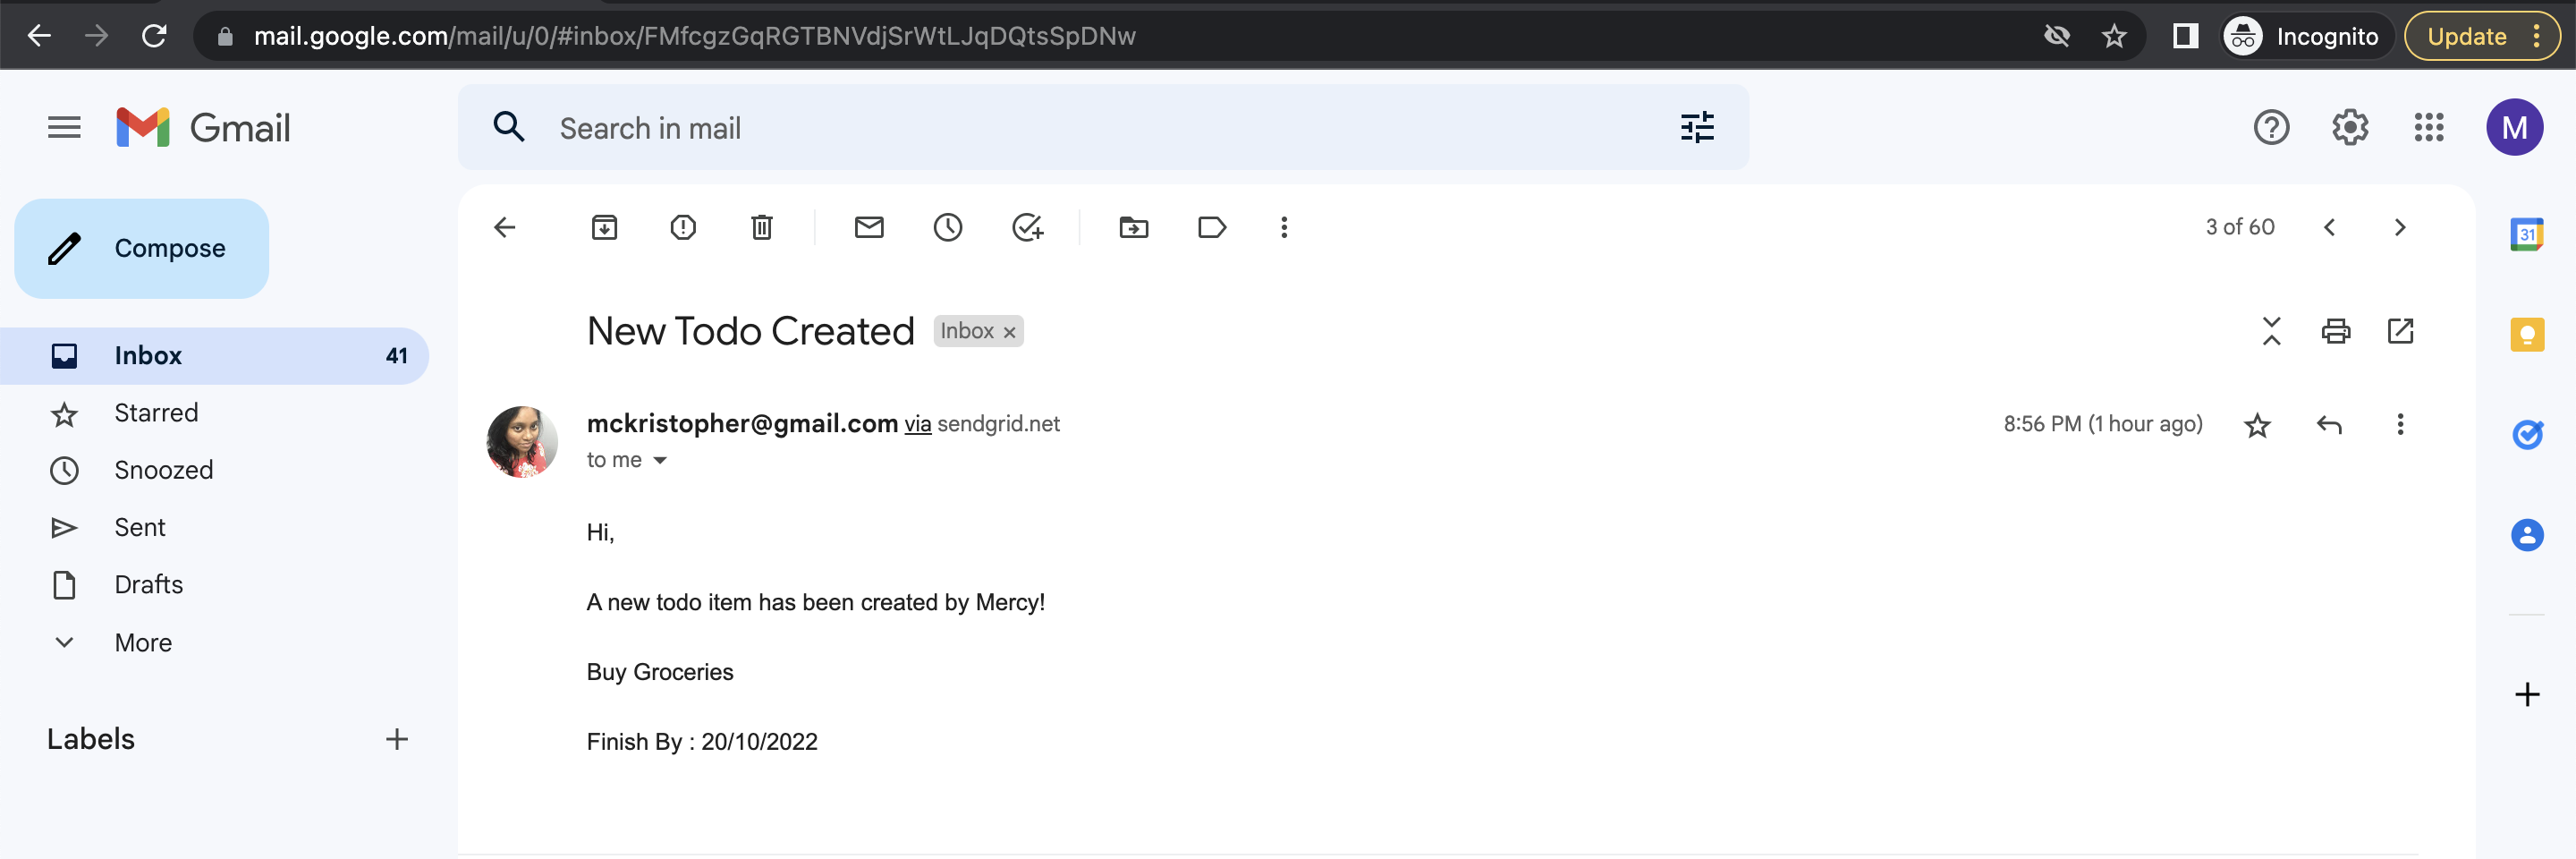 mail.google.com/mail/u/0/#inbox/FMfcgzGqRGTBNVdjSrWtLJqDQtsSpDNw
Incognito
Update
Gmail
Search in mail
M
Compose
3 of 60
31
New Todo Created
Inbox x
Inbox 41
Starred
Snoozed
Sent
Drafts
More
Labels
mckristopher@gmail.com via sendgrid.net
8:56 PM (1 hour ago)
to me
Hi,
A new todo item has been created by Mercy!
Buy Groceries
Finish By : 20/10/2022